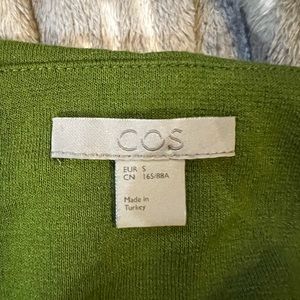 COS
EUR S
CN 165/88A
Made in
Turkey